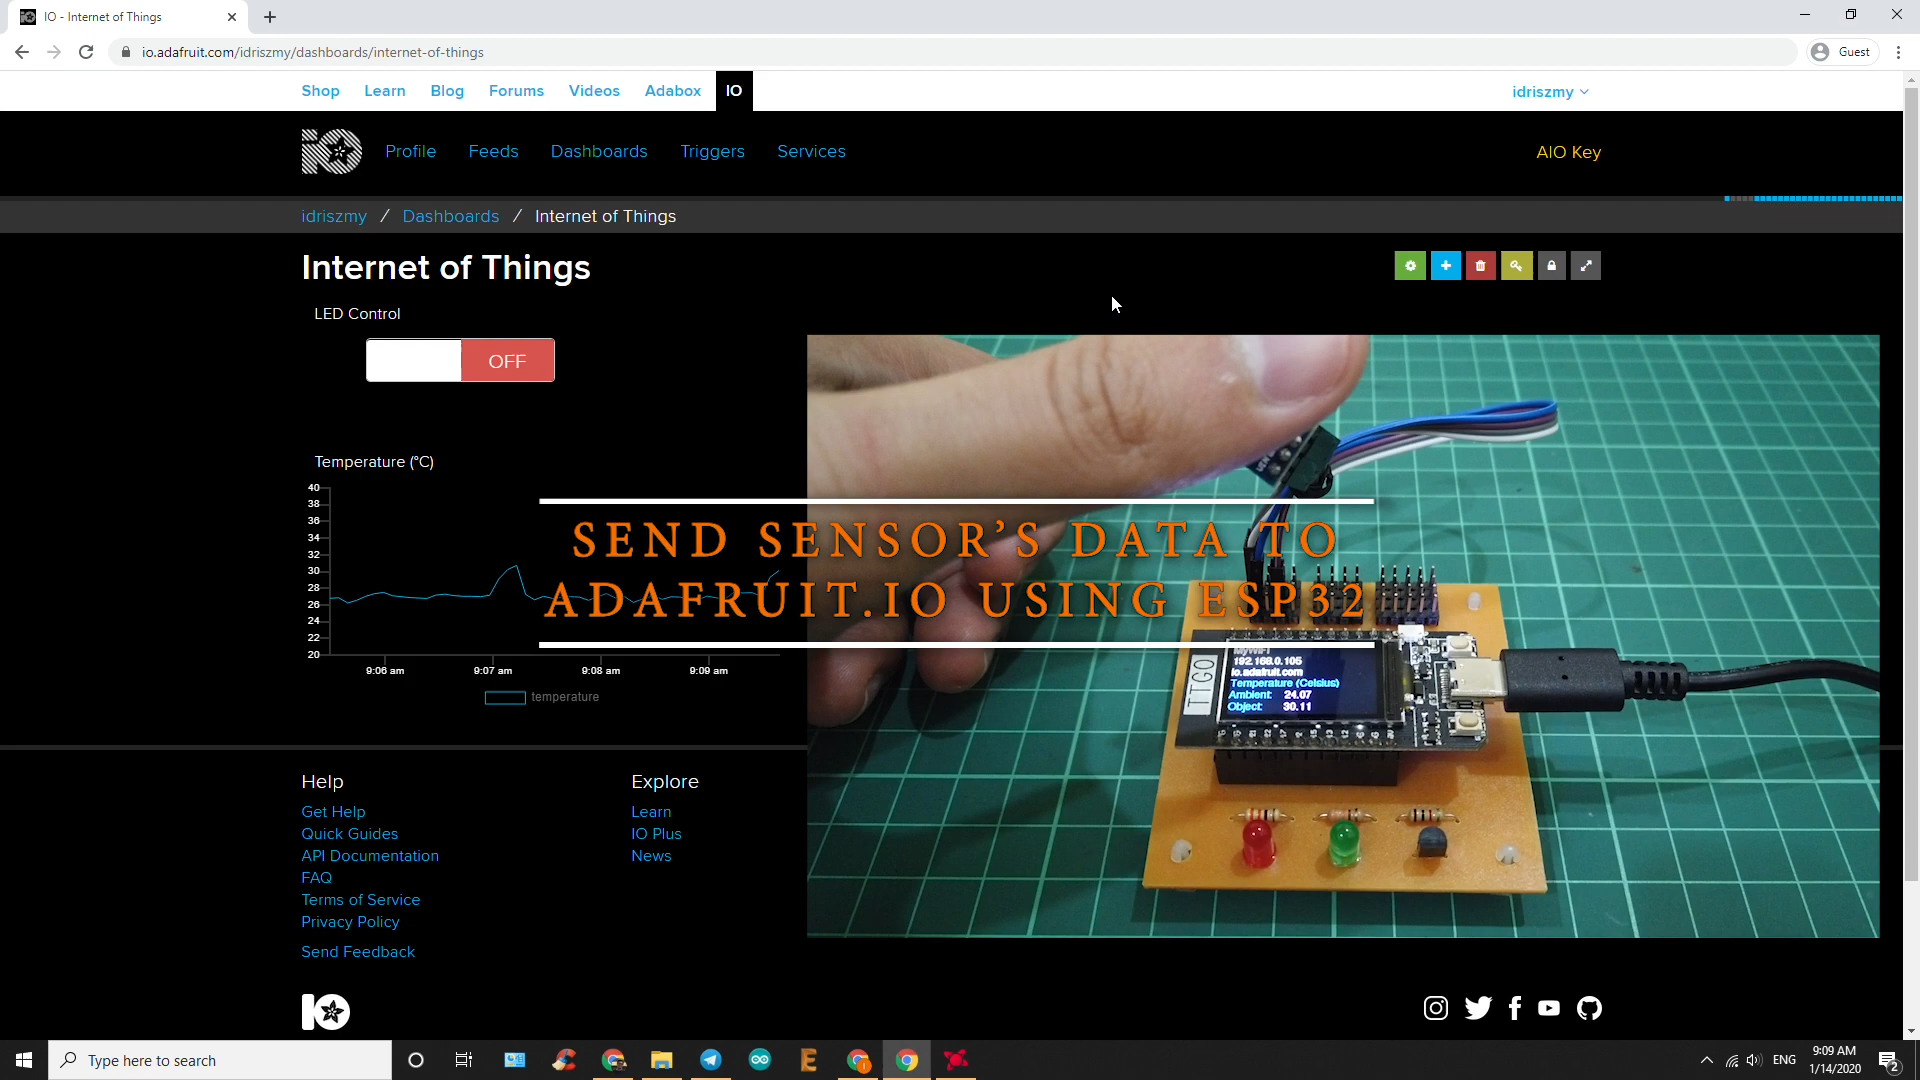 IO - Internet of Things
io.adafruit.com/idriszmy/dashboards/internet-of-things
Guest
Shop Learn Blog Forums Videos Adabox IO
idriszmy
Profile Feeds Dashboards Triggers Services
AIO Key
idriszmy / Dashboards / Internet of Things
Internet of Things
LED Control
OFF
Temperature (°C)
40
38
36
34
32
30
28
26
24
22
20
9:06 am 9:07 am 9:08 am 9:09 am
temperature
SEND SENSOR'S DATA TO
ADAFRUIT.IO USING ESP32
TTGO
MyWiFi
192.168.0.105
io.adafruit.com
Temperature (Celsius)
Ambient: 24.07
Object: 30.11
Help
Get Help
Quick Guides
API Documentation
FAQ
Terms of Service
Privacy Policy
Send Feedback
Explore
Learn
IO Plus
News
Type here to search
ENG
9:09 AM
1/14/2020
2